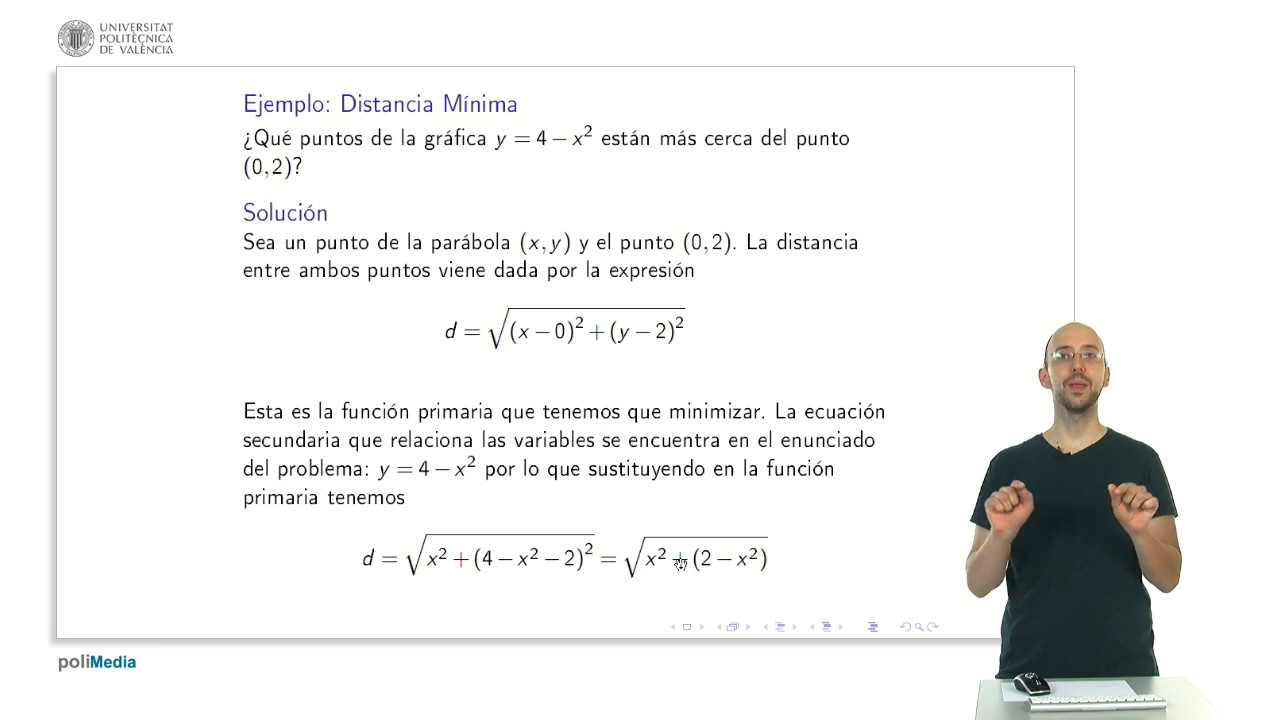 UNIVERSITAT
POLITÈCNICA
DE VALÈNCIA
Ejemplo: Distancia Mínima
¿Qué puntos de la gráfica y = 4 − x² están más cerca del punto
(0,2)?
Solución
Sea un punto de la parábola (x,y) y el punto (0,2). La distancia
entre ambos puntos viene dada por la expresión
d = √((x − 0)² + (y − 2)²)
Esta es la función primaria que tenemos que minimizar. La ecuación
secundaria que relaciona las variables se encuentra en el enunciado
del problema: y = 4 − x² por lo que sustituyendo en la función
primaria tenemos
d = √(x² + (4 − x² − 2)²) = √(x² + (2 − x²))
poliMedia